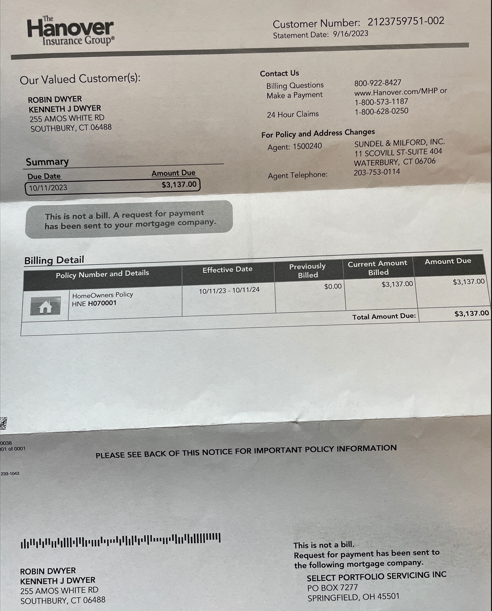 The
Hanover
Insurance Group®
Customer Number: 2123759751-002
Statement Date: 9/16/2023
Our Valued Customer(s):
ROBIN DWYER
KENNETH J DWYER
255 AMOS WHITE RD
SOUTHBURY, CT 06488
Contact Us
Billing Questions 800-922-8427
Make a Payment www.Hanover.com/MHP or
1-800-573-1187
24 Hour Claims 1-800-628-0250
For Policy and Address Changes
Agent: 1500240 SUNDEL & MILFORD, INC.
11 SCOVILL ST-SUITE 404
WATERBURY, CT 06706
Agent Telephone: 203-753-0114
Summary
Due Date Amount Due
10/11/2023 $3,137.00
This is not a bill. A request for payment
has been sent to your mortgage company.
Billing Detail
Policy Number and Details Effective Date Previously Billed Current Amount Billed Amount Due
HomeOwners Policy 10/11/23 - 10/11/24 $0.00 $3,137.00 $3,137.00
HNE H070001
Total Amount Due: $3,137.00
0036
001 of 0001
PLEASE SEE BACK OF THIS NOTICE FOR IMPORTANT POLICY INFORMATION
This is not a bill.
Request for payment has been sent to
the following mortgage company.
ROBIN DWYER
KENNETH J DWYER
255 AMOS WHITE RD
SOUTHBURY, CT 06488
SELECT PORTFOLIO SERVICING INC
PO BOX 7277
SPRINGFIELD, OH 45501